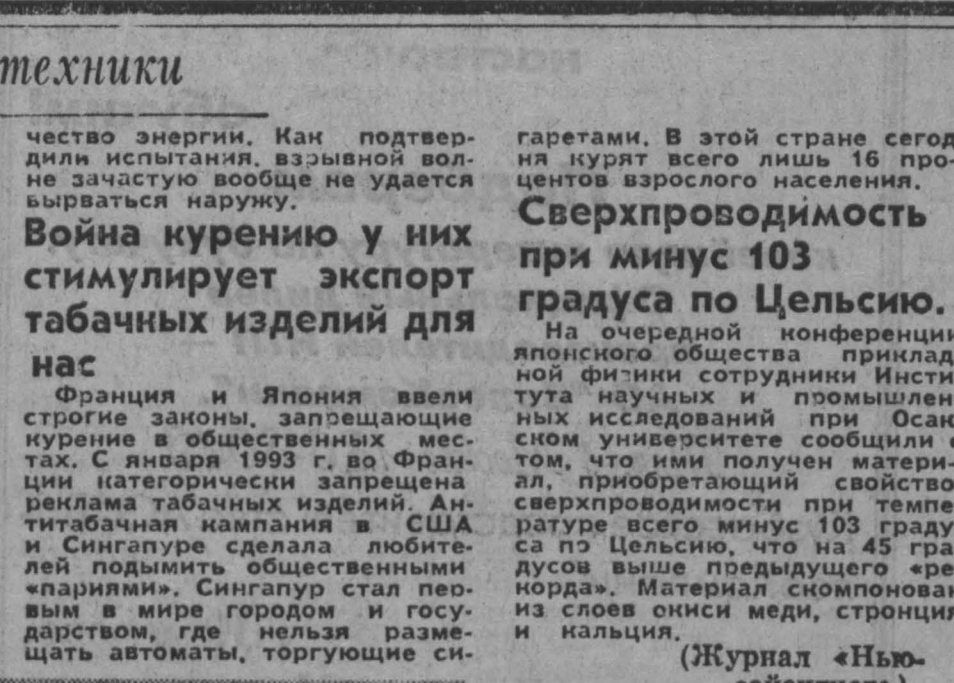 техники
чество энергии. Как подтвер-
дили испытания, взрывной вол-
не зачастую вообще не удается
вырваться наружу.
Война курению у них
стимулирует экспорт
табачных изделий для
нас
Франция и Япония ввели
строгие законы, запрещающие
курение в общественных мес-
тах. С января 1993 г. во Фран-
ции категорически запрещена
реклама табачных изделий. Ан-
титабачная кампания в США
и Сингапуре сделала любите-
лей подымить общественными
«париями». Сингапур стал пер-
вым в мире городом и госу-
дарством, где нельзя разме-
щать автоматы, торгующие си-
гаретами. В этой стране сегод
ня курят всего лишь 16 про-
центов взрослого населения.
Сверхпроводимость
при минус 103
градуса по Цельсию.
На очередной конференции
японского общества приклад
ной физики сотрудники Инсти
тута научных и промышлен
ных исследований при Осак
ском университете сообщили о
том, что ими получен матери-
ал, приобретающий свойство
сверхпроводимости при темпе
ратуре всего минус 103 граду
са по Цельсию, что на 45 гра
дусов выше предыдущего «ре
корда». Материал скомпонован
из слоев окиси меди, стронция
и кальция.
(Журнал «Нью-